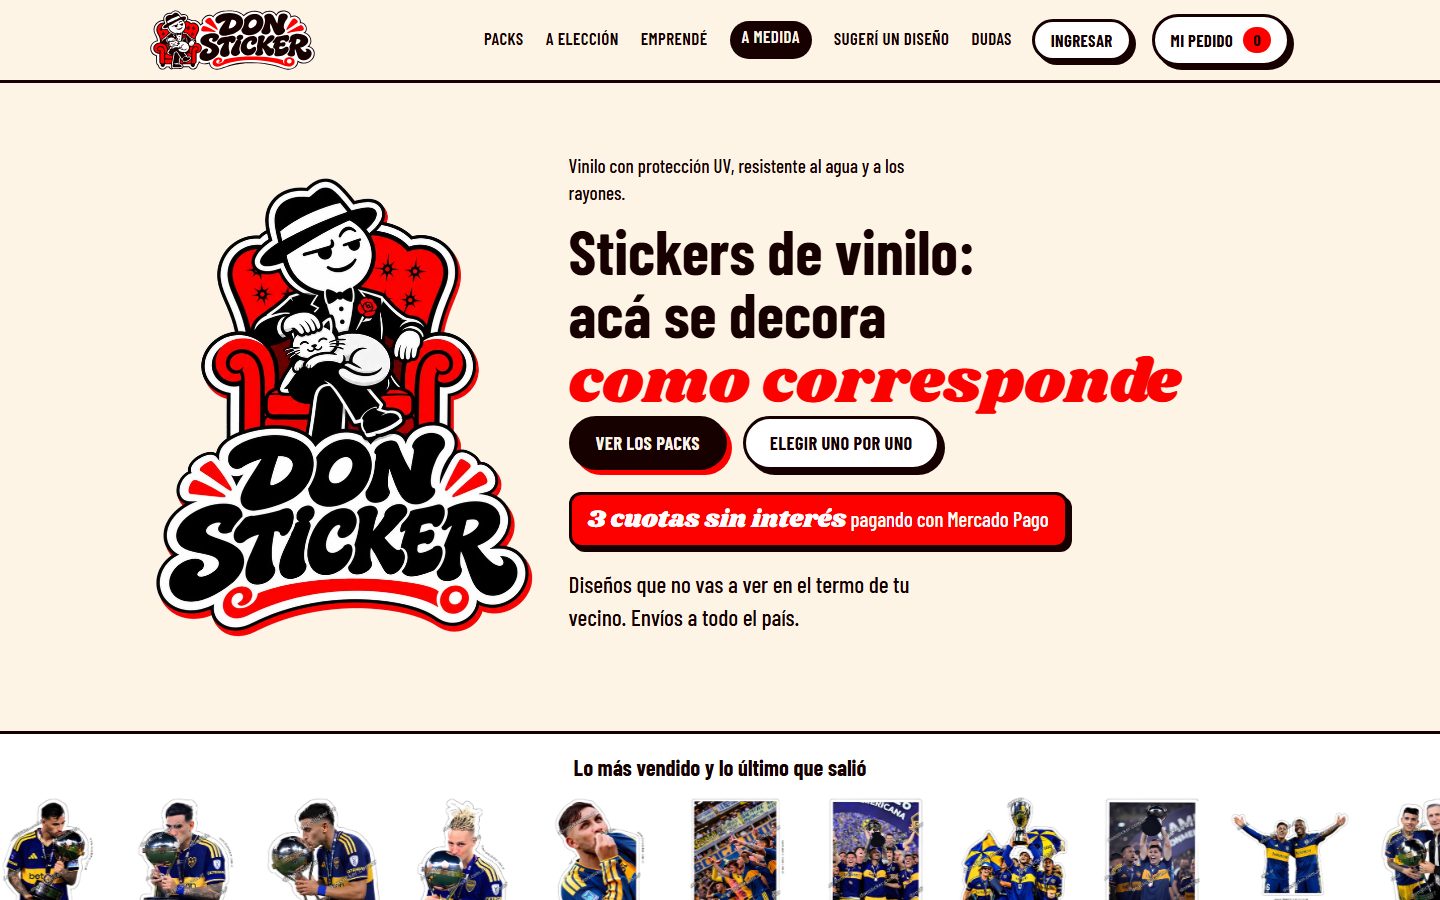 DON
STICKER
PACKS
A ELECCIÓN
EMPRENDÉ
A MEDIDA
SUGERÍ UN DISEÑO
DUDAS
INGRESAR
MI PEDIDO 0
Vinilo con protección UV, resistente al agua y a los
rayones.
Stickers de vinilo:
acá se decora
como corresponde
VER LOS PACKS
ELEGIR UNO POR UNO
3 cuotas sin interés pagando con Mercado Pago
Diseños que no vas a ver en el termo de tu
vecino. Envíos a todo el país.
DON
STiCKER
Lo más vendido y lo último que salió